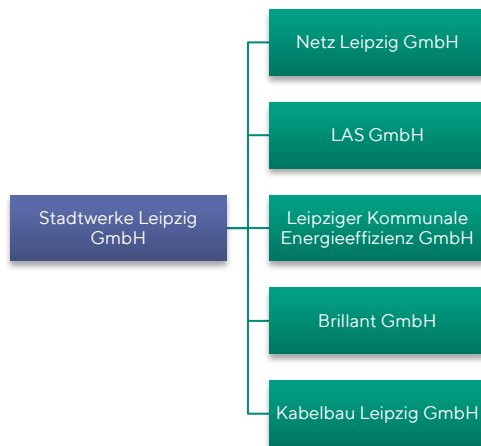 Netz Leipzig GmbH
LAS GmbH
Stadtwerke Leipzig
GmbH
Leipziger Kommunale
Energieeffizienz GmbH
Brillant GmbH
Kabelbau Leipzig GmbH